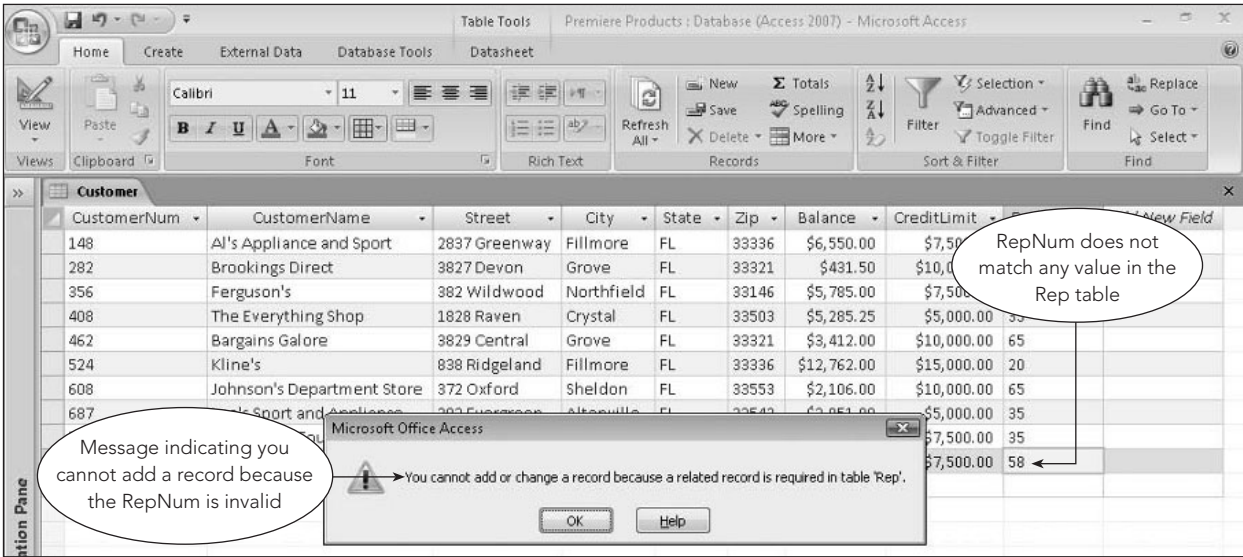 Table Tools
Premiere Products : Database (Access 2007) - Microsoft Access
Home Create External Data Database Tools Datasheet
View
Views
Paste
Clipboard
Calibri 11
B I U A
Font
Rich Text
Refresh All
New
Save
Delete
Totals
Spelling
More
Records
Filter
Selection
Advanced
Toggle Filter
Sort & Filter
Find
Replace
Go To
Select
Find
Customer
CustomerNum CustomerName Street City State Zip Balance CreditLimit New Field
148 Al's Appliance and Sport 2837 Greenway Fillmore FL 33336 $6,550.00
282 Brookings Direct 3827 Devon Grove FL 33321 $431.50
356 Ferguson's 382 Wildwood Northfield FL 33146 $5,785.00
408 The Everything Shop 1828 Raven Crystal FL 33503 $5,285.25 $5,000.00
462 Bargains Galore 3829 Central Grove FL 33321 $3,412.00 $10,000.00 65
524 Kline's 838 Ridgeland Fillmore FL 33336 $12,762.00 $15,000.00 20
608 Johnson's Department Store 372 Oxford Sheldon FL 33553 $2,106.00 $10,000.00 65
687 $5,000.00 35
$7,500.00 35
$7,500.00 58
RepNum does not
match any value in the
Rep table
Message indicating you
cannot add a record because
the RepNum is invalid
Microsoft Office Access
You cannot add or change a record because a related record is required in table 'Rep'.
OK Help